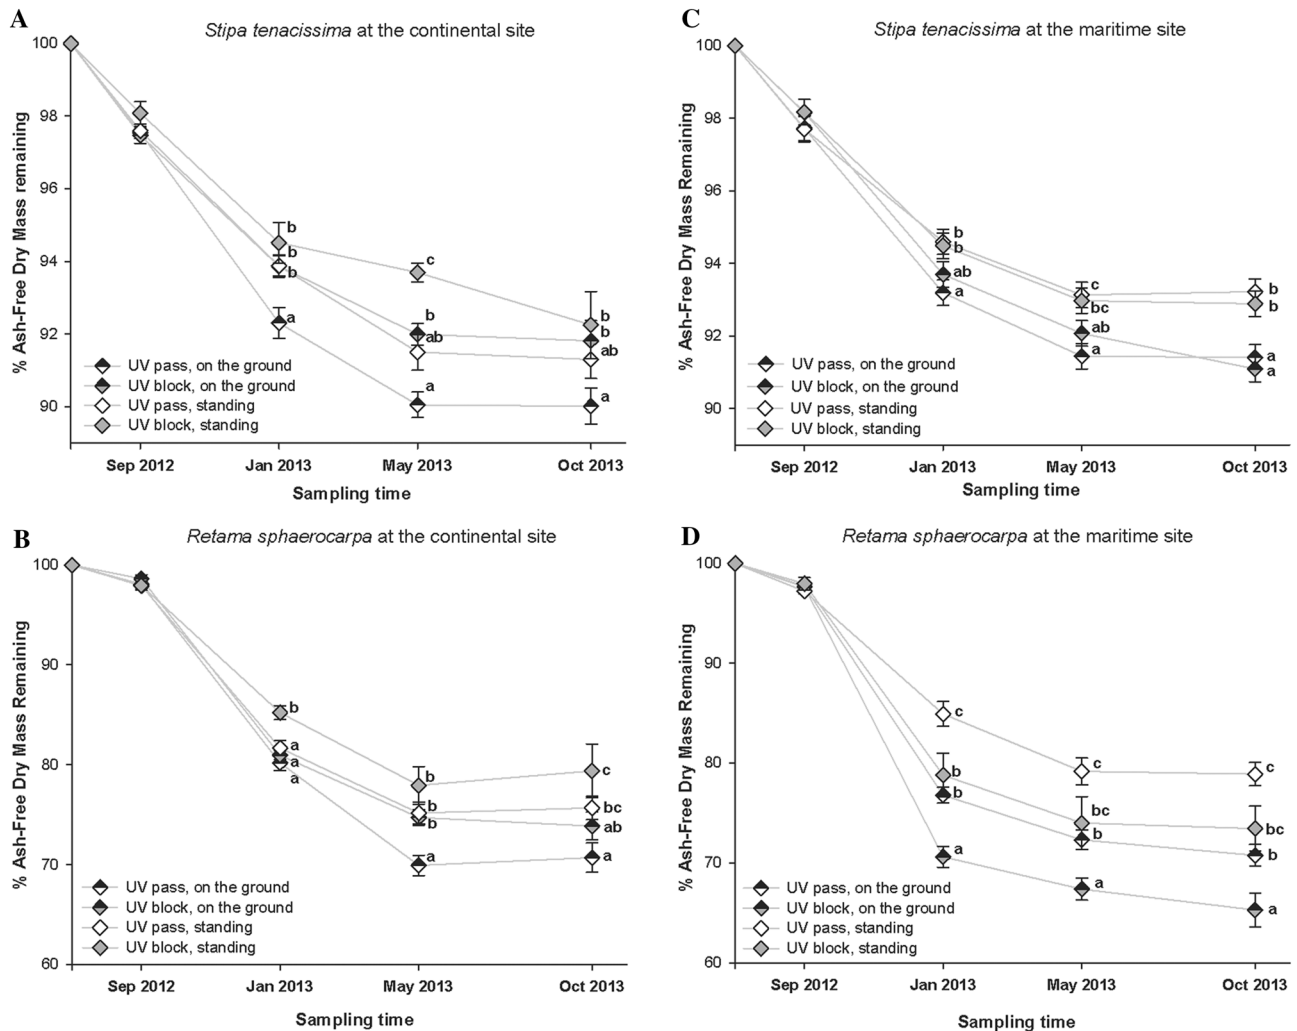 A
Stipa tenacissima at the continental site
% Ash-Free Dry Mass remaining
100
98
96
94
92
90
b
b
b
a
c
b
ab
a
b
b
ab
a
UV pass, on the ground
UV block, on the ground
UV pass, standing
UV block, standing
Sep 2012
Jan 2013
May 2013
Oct 2013
Sampling time
C
Stipa tenacissima at the maritime site
% Ash-Free Dry Mass Remaining
100
98
96
94
92
90
b
b
ab
a
c
bc
ab
a
b
b
a
a
UV pass, on the ground
UV block, on the ground
UV pass, standing
UV block, standing
Sep 2012
Jan 2013
May 2013
Oct 2013
Sampling time
B
Retama sphaerocarpa at the continental site
% Ash-Free Dry Mass Remaining
100
90
80
70
60
b
a
a
a
b
b
b
a
c
bc
ab
a
UV pass, on the ground
UV block, on the ground
UV pass, standing
UV block, standing
Sep 2012
Jan 2013
May 2013
Oct 2013
Sampling time
D
Retama sphaerocarpa at the maritime site
% Ash-Free Dry Mass Remaining
100
90
80
70
60
c
b
b
a
c
bc
b
a
c
bc
b
a
UV pass, on the ground
UV block, on the ground
UV pass, standing
UV block, standing
Sep 2012
Jan 2013
May 2013
Oct 2013
Sampling time